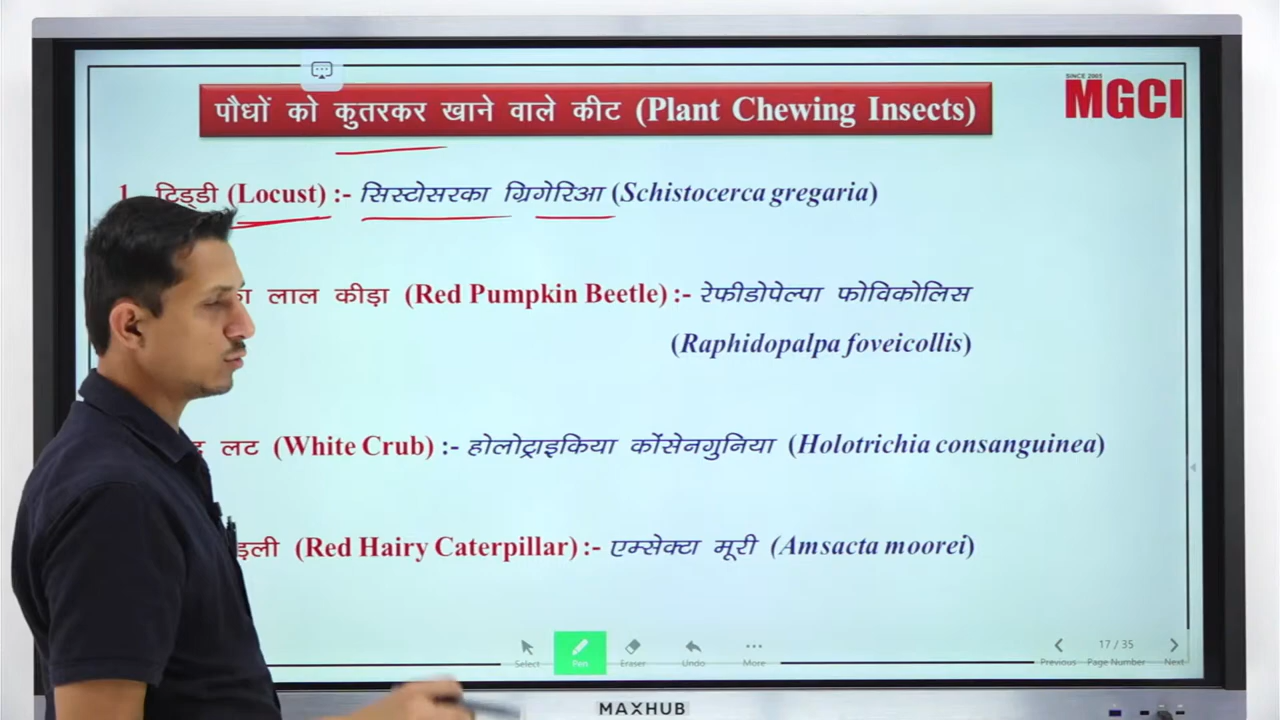 SINCE 2005
MGCI
पौधों को कुतरकर खाने वाले कीट (Plant Chewing Insects)
1. टिड्डी (Locust) :- सिस्टोसरका ग्रिगेरिआ (Schistocerca gregaria)
लाल कीड़ा (Red Pumpkin Beetle) :- रेफीडोपेल्पा फोविकोलिस
(Raphidopalpa foveicollis)
लट (White Crub) :- होलोट्राइकिया कोंसेनगुनिया (Holotrichia consanguinea)
(Red Hairy Caterpillar) :- एम्सेक्टा मूरी (Amsacta moorei)
Select Pen Eraser Undo More
17 / 35
Previous Page Number Next
MAXHUB